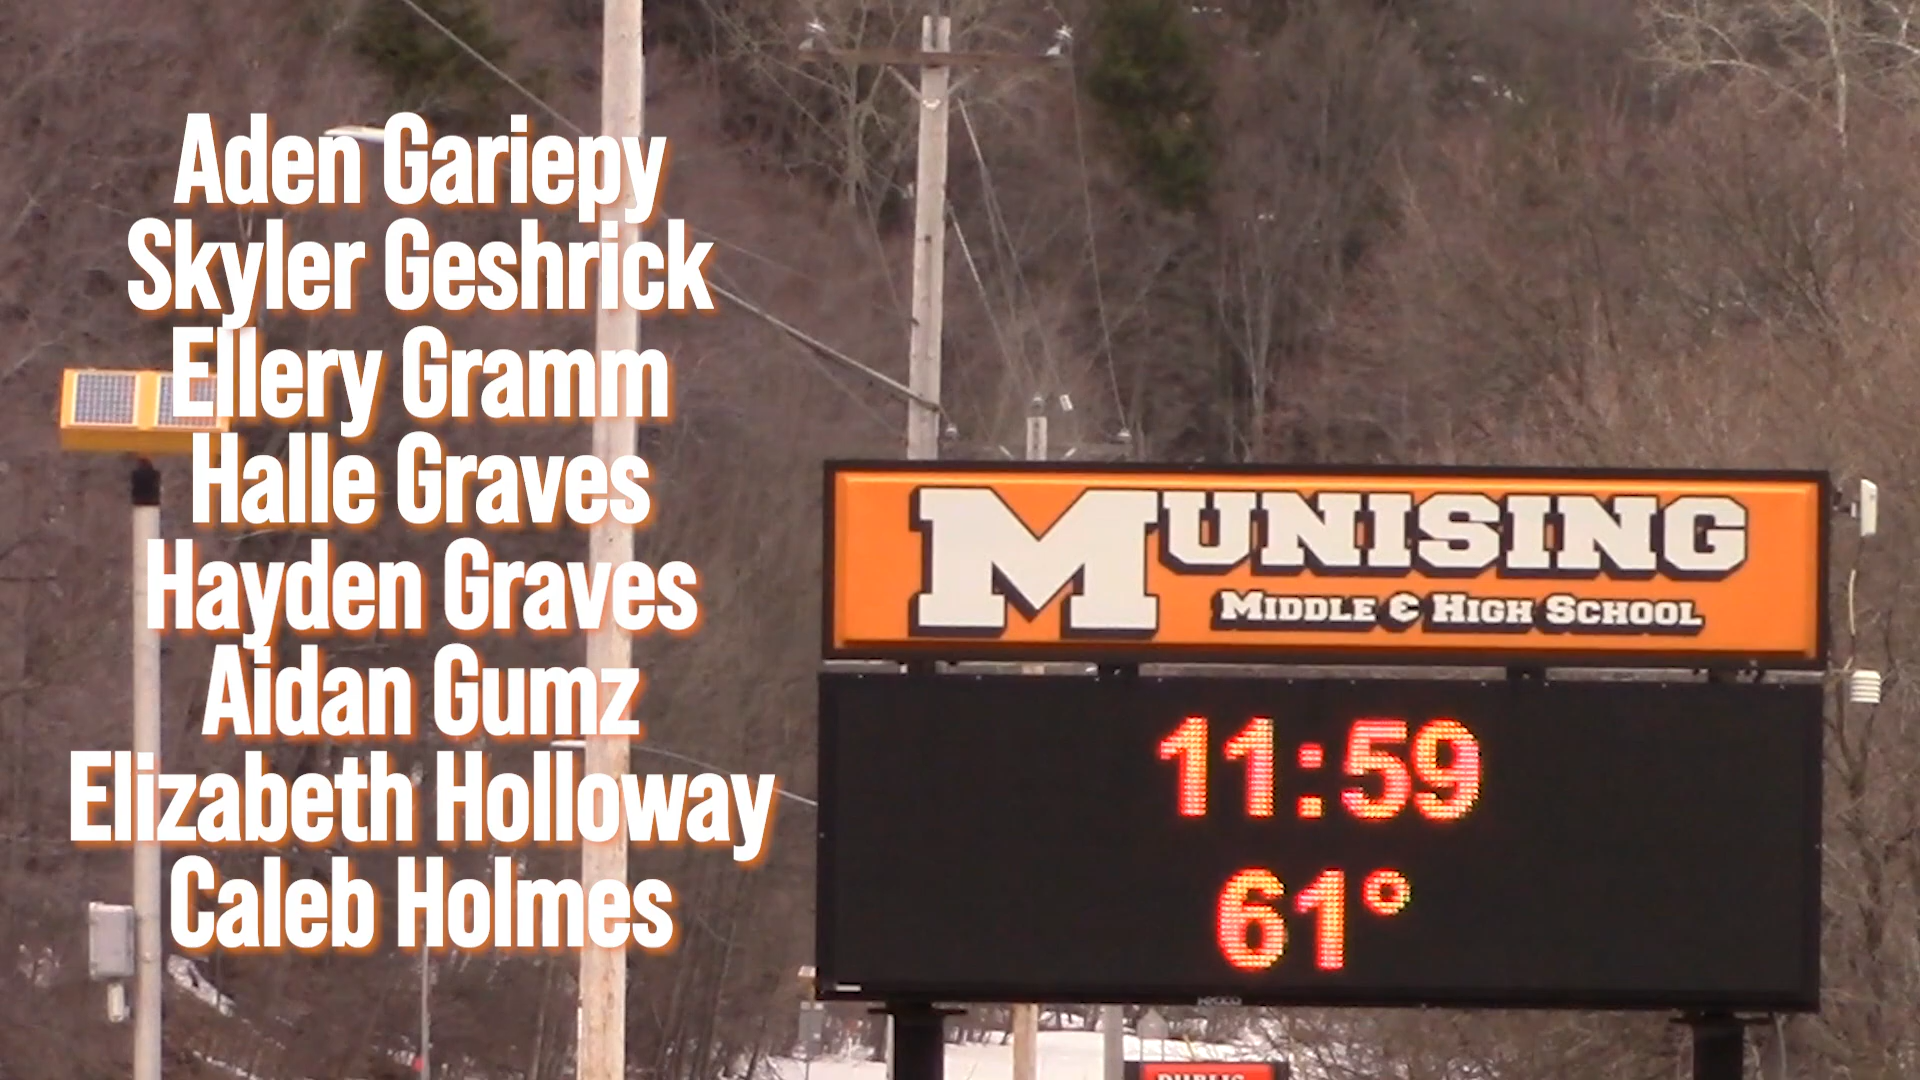 Aden Gariepy
Skyler Geshrick
Ellery Gramm
Halle Graves
Hayden Graves
Aidan Gumz
Elizabeth Holloway
Caleb Holmes
MUNISING
MIDDLE & HIGH SCHOOL
11:59
61°
PUBLIC